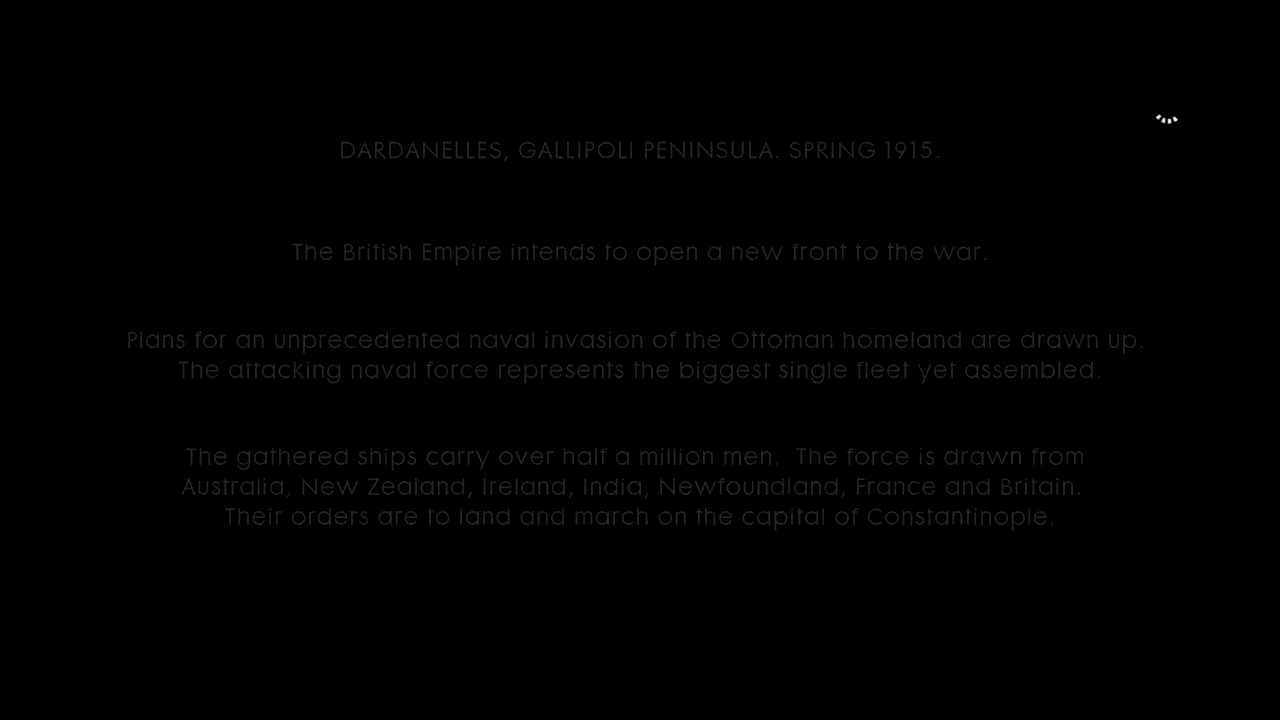 DARDANELLES, GALLIPOLI PENINSULA. SPRING 1915.
The British Empire intends to open a new front to the war.
Plans for an unprecedented naval invasion of the Ottoman homeland are drawn up.
The attacking naval force represents the biggest single fleet yet assembled.
The gathered ships carry over half a million men.  The force is drawn from
Australia, New Zealand, Ireland, India, Newfoundland, France and Britain.
Their orders are to land and march on the capital of Constantinople.